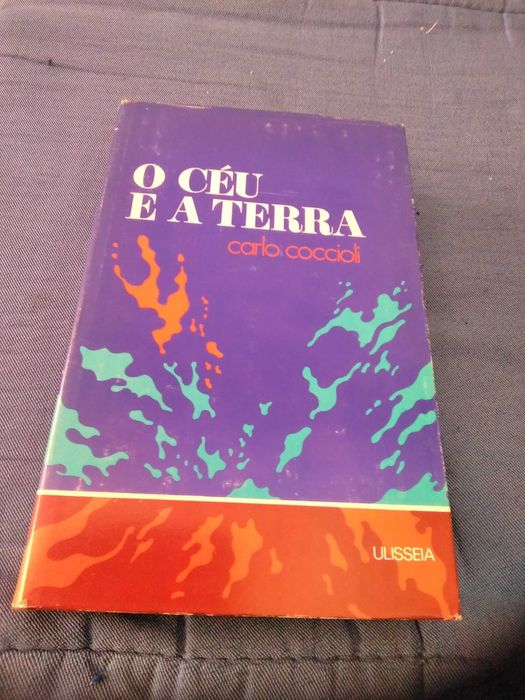 O CÉU
E A TERRA
carlo coccioli
ULISSEIA